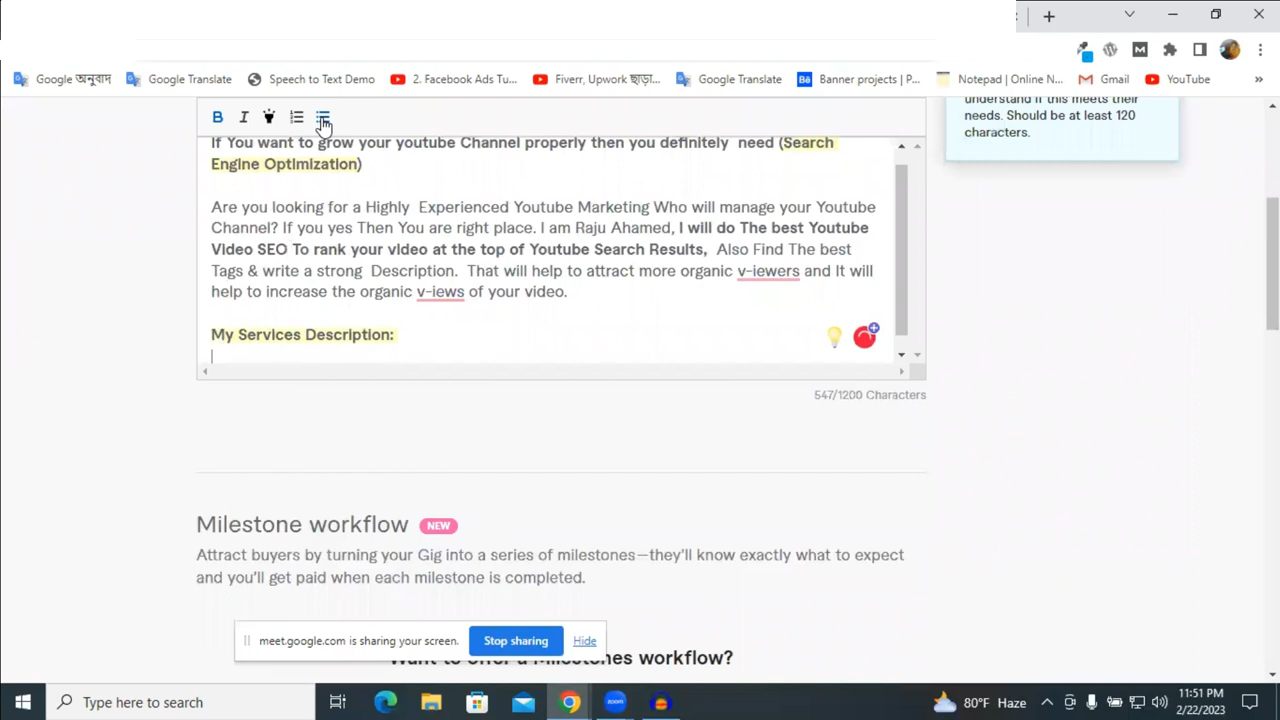 Google অনুবাদ
Google Translate
Speech to Text Demo
2. Facebook Ads Tu...
Fiverr, Upwork ছাড়া...
Google Translate
Bē Banner projects | P...
Notepad | Online N...
Gmail
YouTube
»
understand if this meets their
needs. Should be at least 120
characters.
B I
If You want to grow your youtube Channel properly then you definitely need (Search
Engine Optimization)
Are you looking for a Highly Experienced Youtube Marketing Who will manage your Youtube
Channel? If you yes Then You are right place. I am Raju Ahamed, I will do The best Youtube
Video SEO To rank your video at the top of Youtube Search Results, Also Find The best
Tags & write a strong Description. That will help to attract more organic v-iewers and It will
help to increase the organic v-iews of your video.
My Services Description:
547/1200 Characters
Milestone workflow NEW
Attract buyers by turning your Gig into a series of milestones—they'll know exactly what to expect
and you'll get paid when each milestone is completed.
meet.google.com is sharing your screen. Stop sharing Hide
Want to offer a Milestones workflow?
Type here to search
zoom
80°F Haze
11:51 PM
2/22/2023